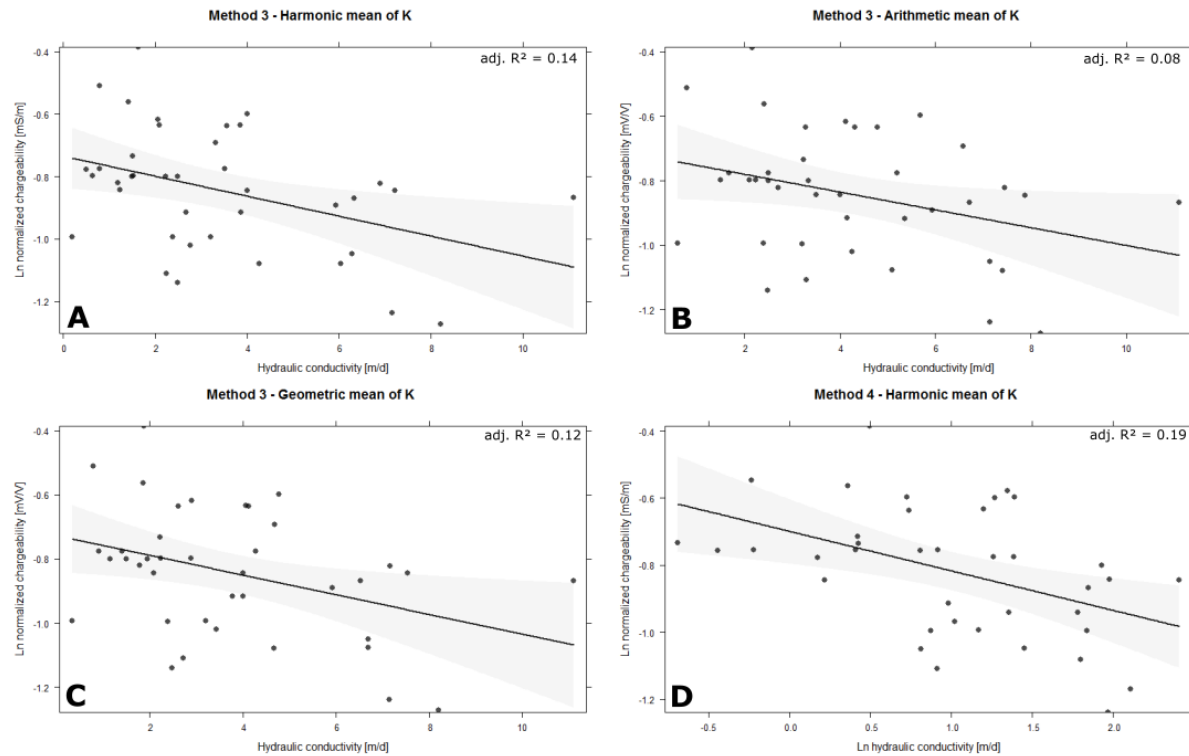 Method 3 - Harmonic mean of K
adj. R² = 0.14
Ln normalized chargeability [mS/m]
-0.4
-0.6
-0.8
-1.0
-1.2
A
0 2 4 6 8 10
Hydraulic conductivity [m/d]
Method 3 - Arithmetic mean of K
adj. R² = 0.08
Ln normalized chargeability [mV/V]
-0.4
-0.6
-0.8
-1.0
-1.2
B
2 4 6 8 10
Hydraulic conductivity [m/d]
Method 3 - Geometric mean of K
adj. R² = 0.12
Ln normalized chargeability [mV/V]
-0.4
-0.6
-0.8
-1.0
-1.2
C
2 4 6 8 10
Hydraulic conductivity [m/d]
Method 4 - Harmonic mean of K
adj. R² = 0.19
Ln normalized chargeability [mS/m]
-0.4
-0.6
-0.8
-1.0
-1.2
D
-0.5 0.0 0.5 1.0 1.5 2.0
Ln hydraulic conductivity [m/d]